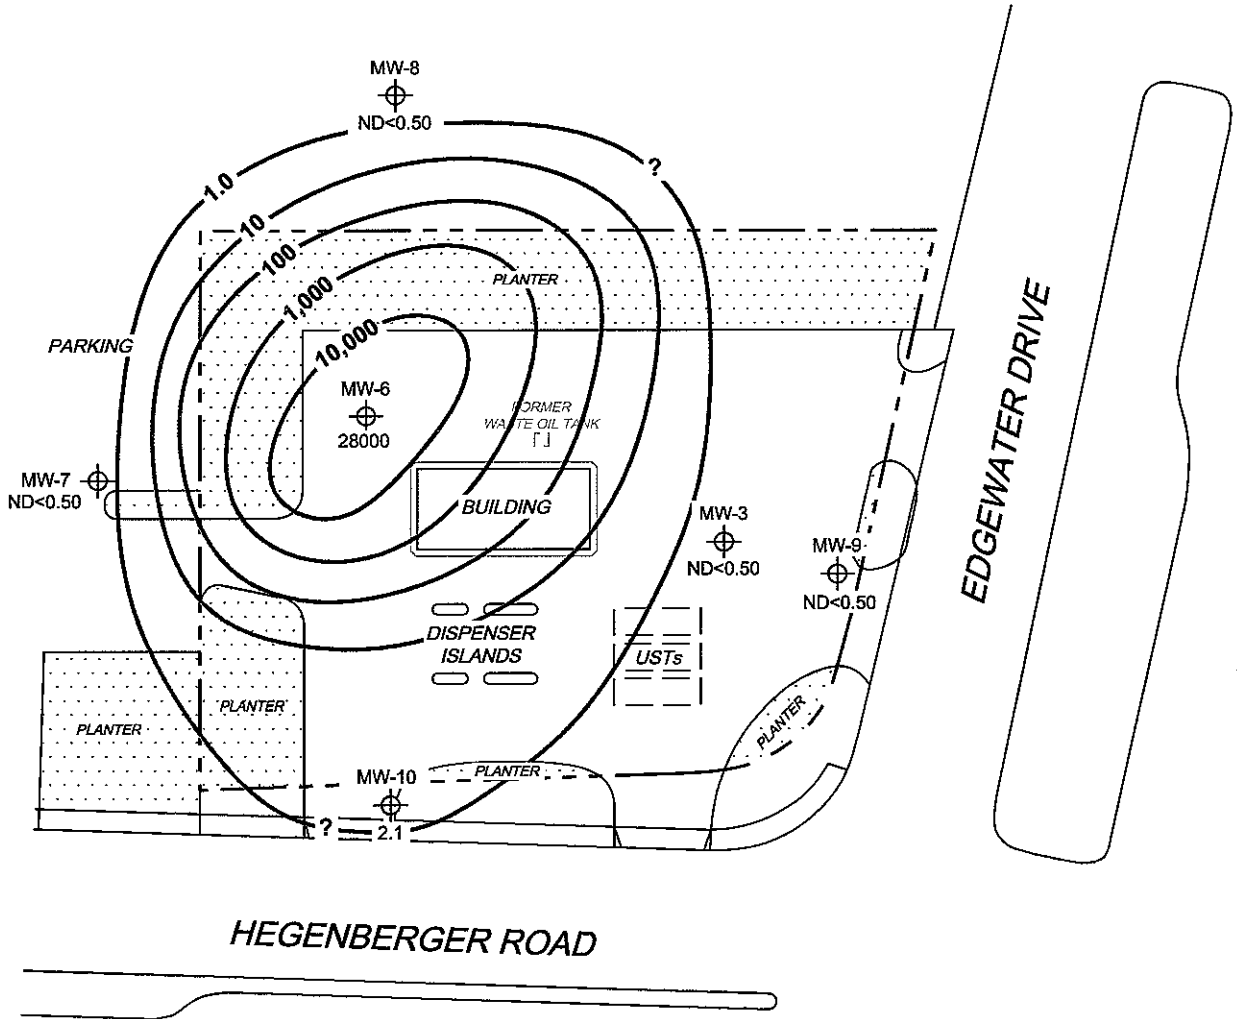 MW-8
ND<0.50
?
1.0
10
100
1,000
10,000
PLANTER
PARKING
MW-6
28000
FORMER
WASTE OIL TANK
MW-7
ND<0.50
BUILDING
MW-3
ND<0.50
MW-9
ND<0.50
EDGEWATER DRIVE
DISPENSER
ISLANDS
USTs
PLANTER
PLANTER
PLANTER
MW-10
PLANTER
?
2.1
HEGENBERGER ROAD